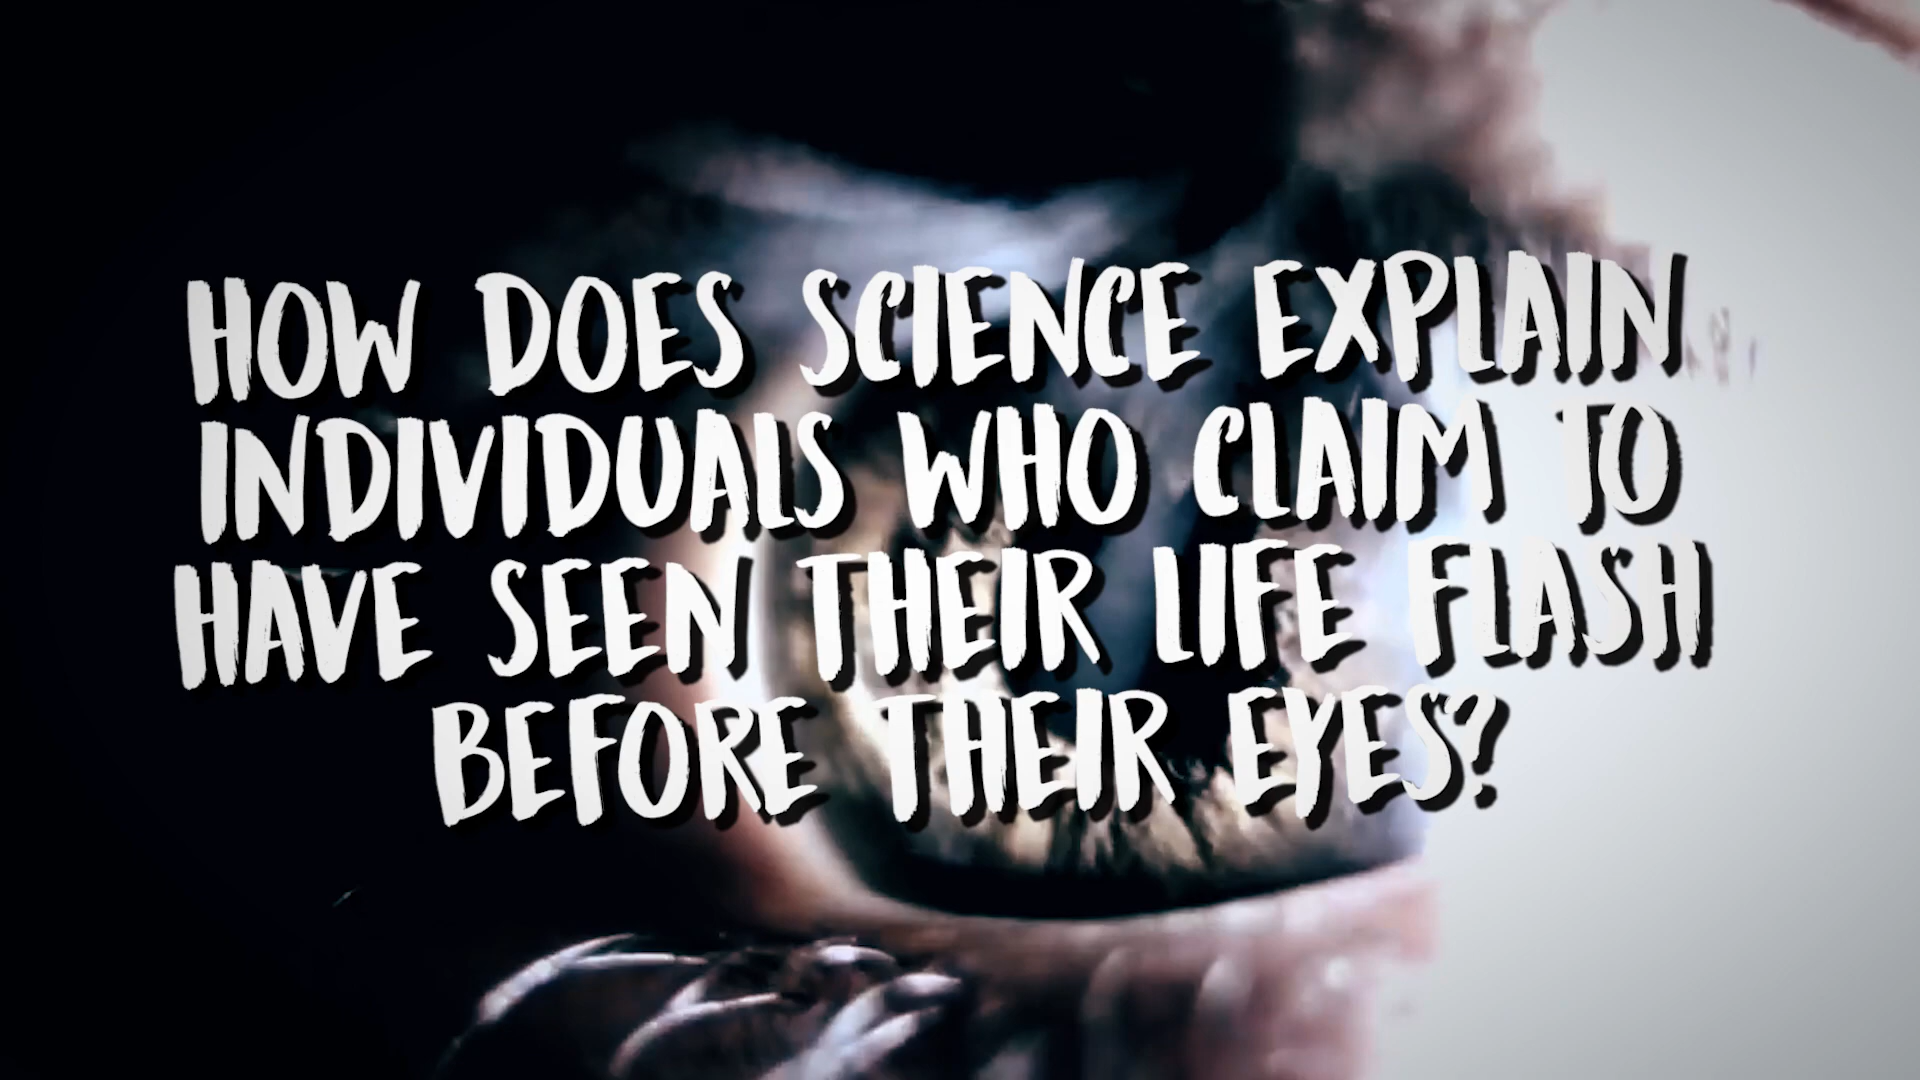 HOW DOES SCIENCE EXPLAIN
INDIVIDUALS WHO CLAIM TO
HAVE SEEN THEIR LIFE FLASH
BEFORE THEIR EYES?